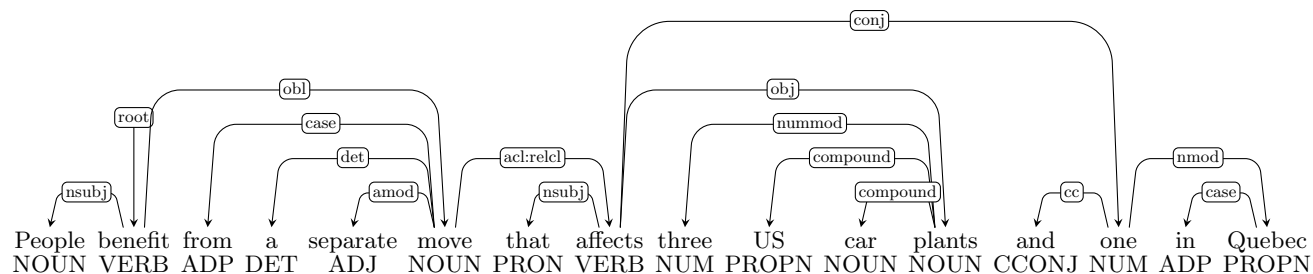 conj
obl obj
root
case nummod
det acl:relcl compound nmod
nsubj amod nsubj compound cc case
People benefit from a separate move that affects three US car plants and one in Quebec
NOUN VERB ADP DET ADJ NOUN PRON VERB NUM PROPN NOUN NOUN CCONJ NUM ADP PROPN